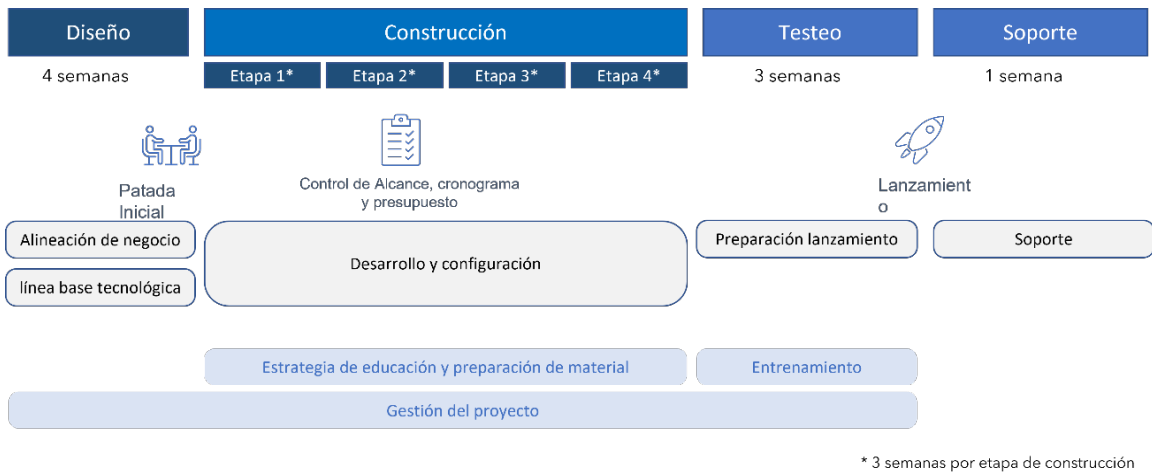 Diseño
Construcción
Testeo
Soporte
4 semanas
Etapa 1*
Etapa 2*
Etapa 3*
Etapa 4*
3 semanas
1 semana
Patada
Inicial
Control de Alcance, cronograma
y presupuesto
Lanzamient
o
Alineación de negocio
línea base tecnológica
Desarrollo y configuración
Preparación lanzamiento
Soporte
Estrategia de educación y preparación de material
Entrenamiento
Gestión del proyecto
* 3 semanas por etapa de construcción